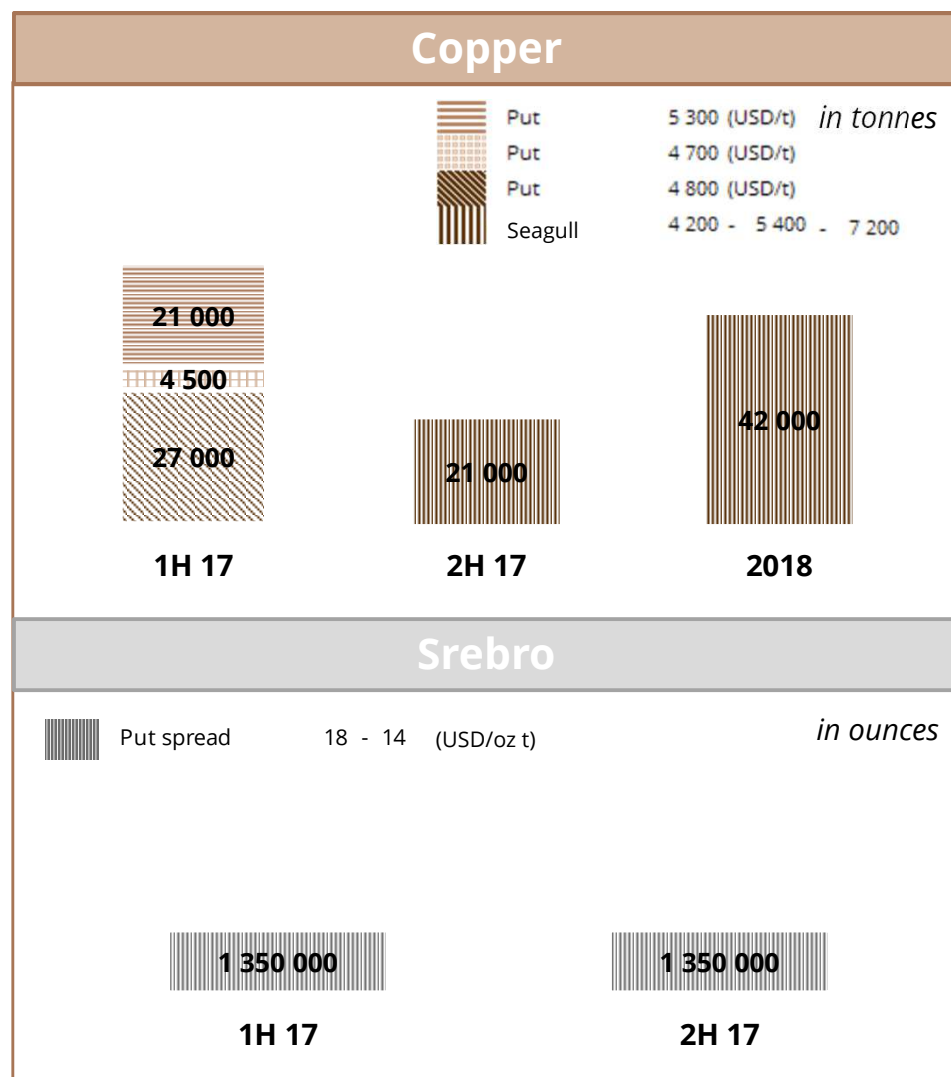 Copper
in tonnes
Put 5 300 (USD/t)
Put 4 700 (USD/t)
Put 4 800 (USD/t)
Seagull 4 200 - 5 400 - 7 200
21 000
4 500
27 000
21 000
42 000
1H 17 2H 17 2018
Srebro
Put spread 18 - 14 (USD/oz t) in ounces
1 350 000 1 350 000
1H 17 2H 17